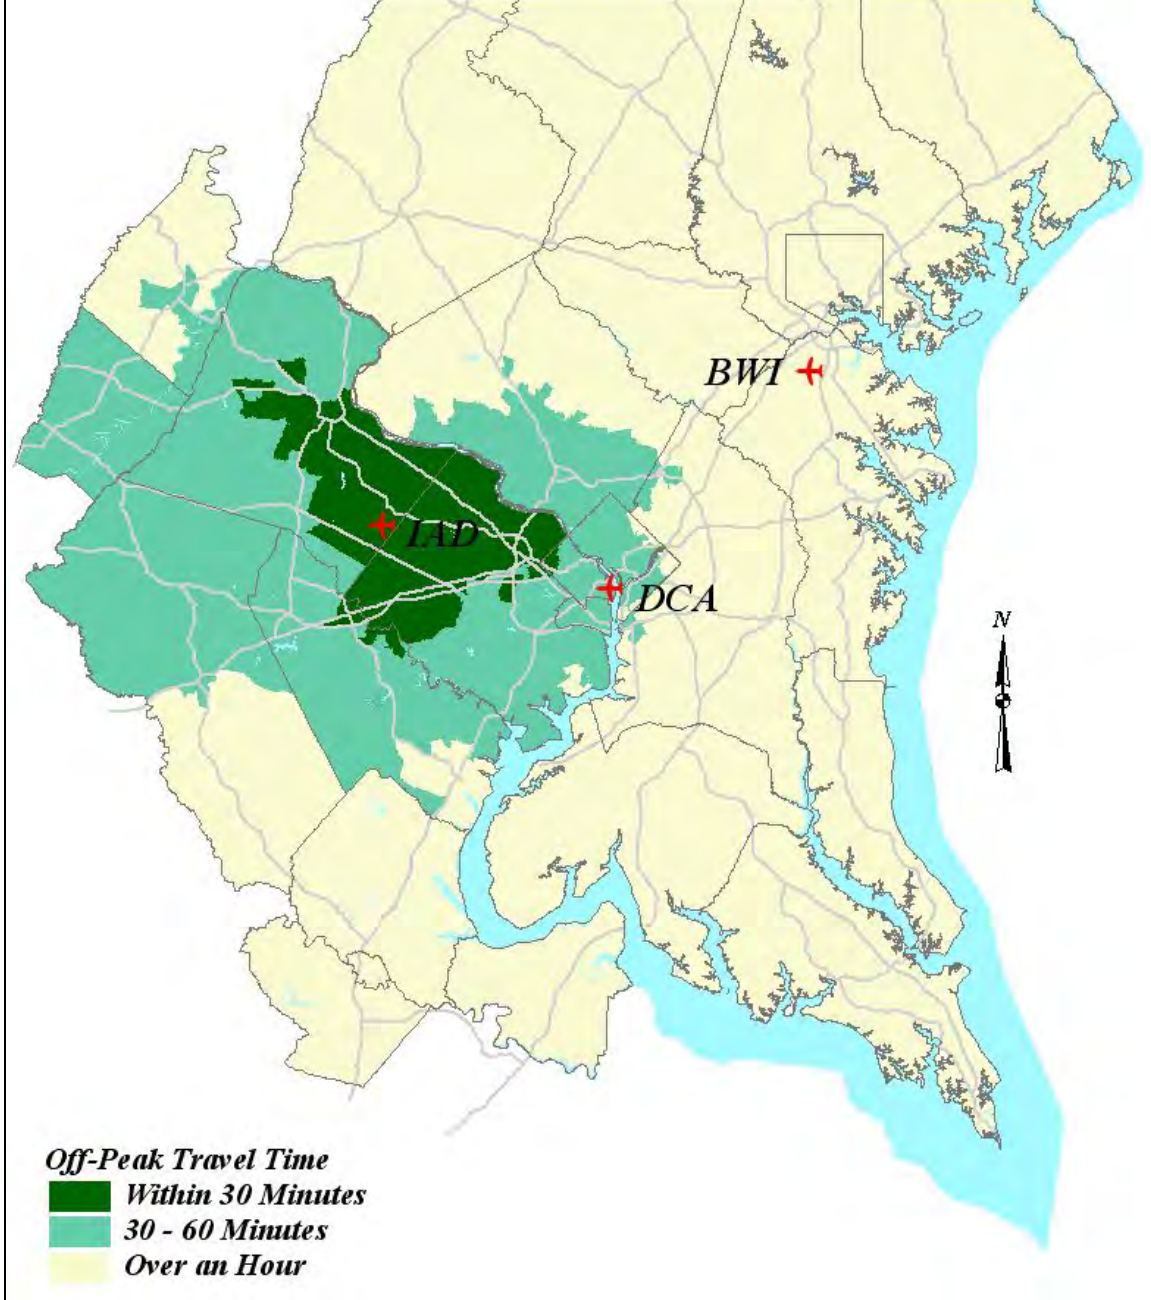 BWI
IAD
DCA
N
Off-Peak Travel Time
Within 30 Minutes
30 - 60 Minutes
Over an Hour